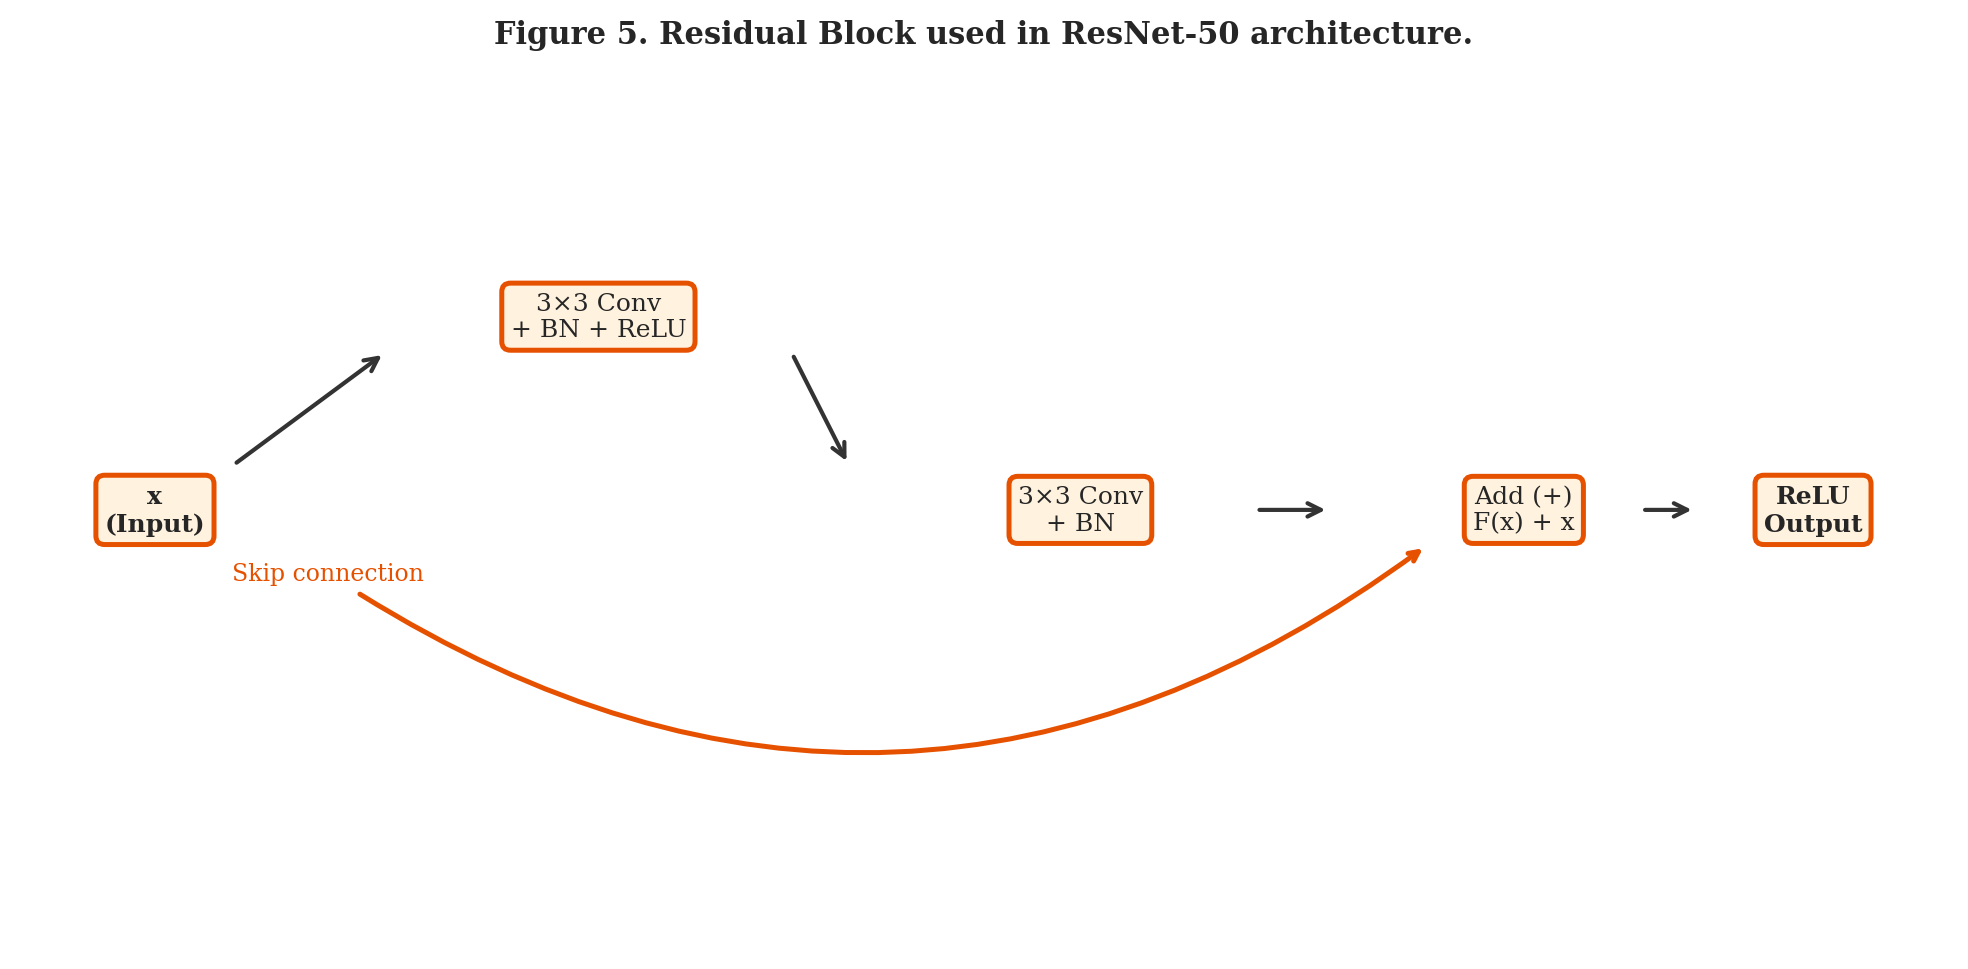 Figure 5. Residual Block used in ResNet-50 architecture.
3×3 Conv
+ BN + ReLU
x
(Input)
3×3 Conv
+ BN
Add (+)
F(x) + x
ReLU
Output
Skip connection